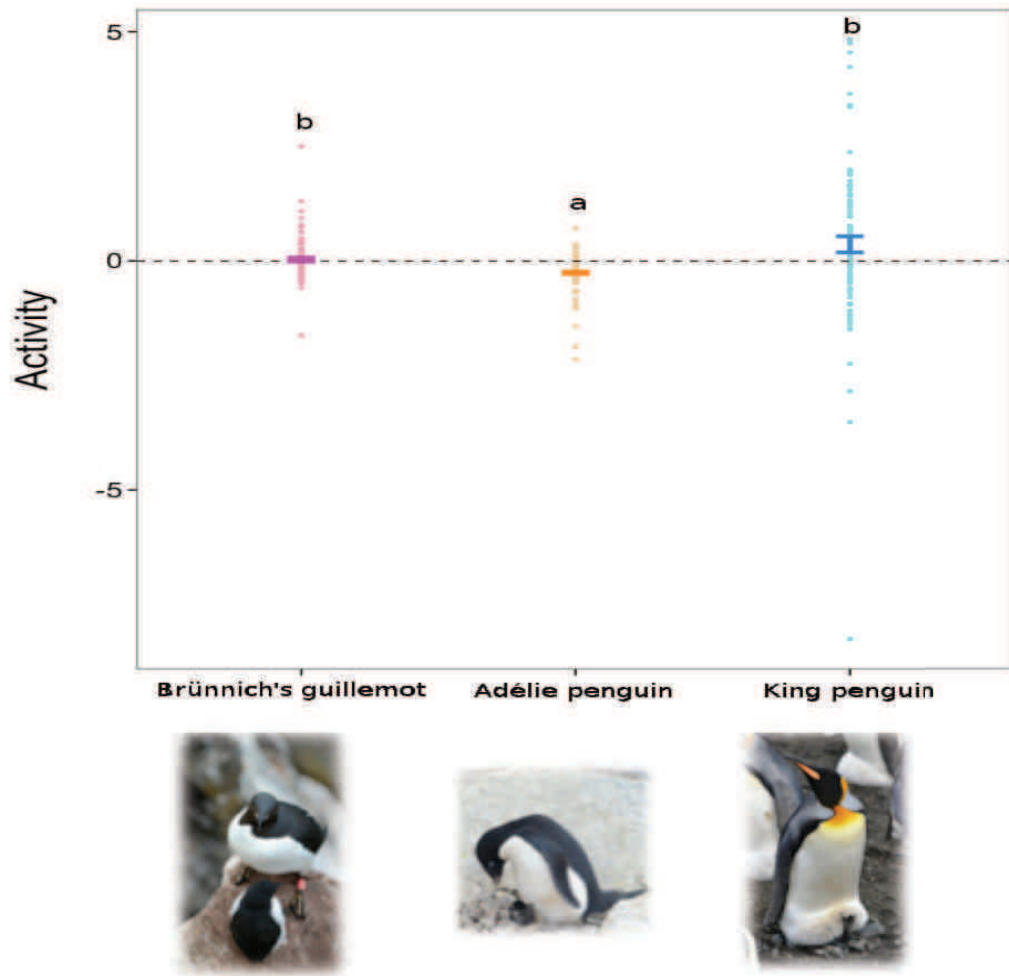 5
b
b
a
0
Activity
-5
Brünnich's guillemot
Adélie penguin
King penguin